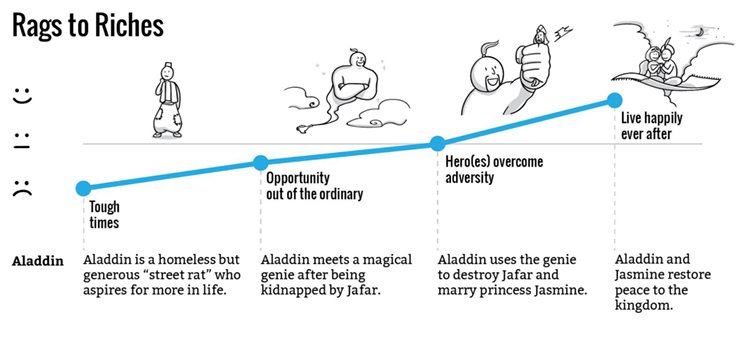 Rags to Riches
Tough
times
Opportunity
out of the ordinary
Hero(es) overcome
adversity
Live happily
ever after
Aladdin
Aladdin is a homeless but
generous “street rat” who
aspires for more in life.
Aladdin meets a magical
genie after being
kidnapped by Jafar.
Aladdin uses the genie
to destroy Jafar and
marry princess Jasmine.
Aladdin and
Jasmine restore
peace to the
kingdom.